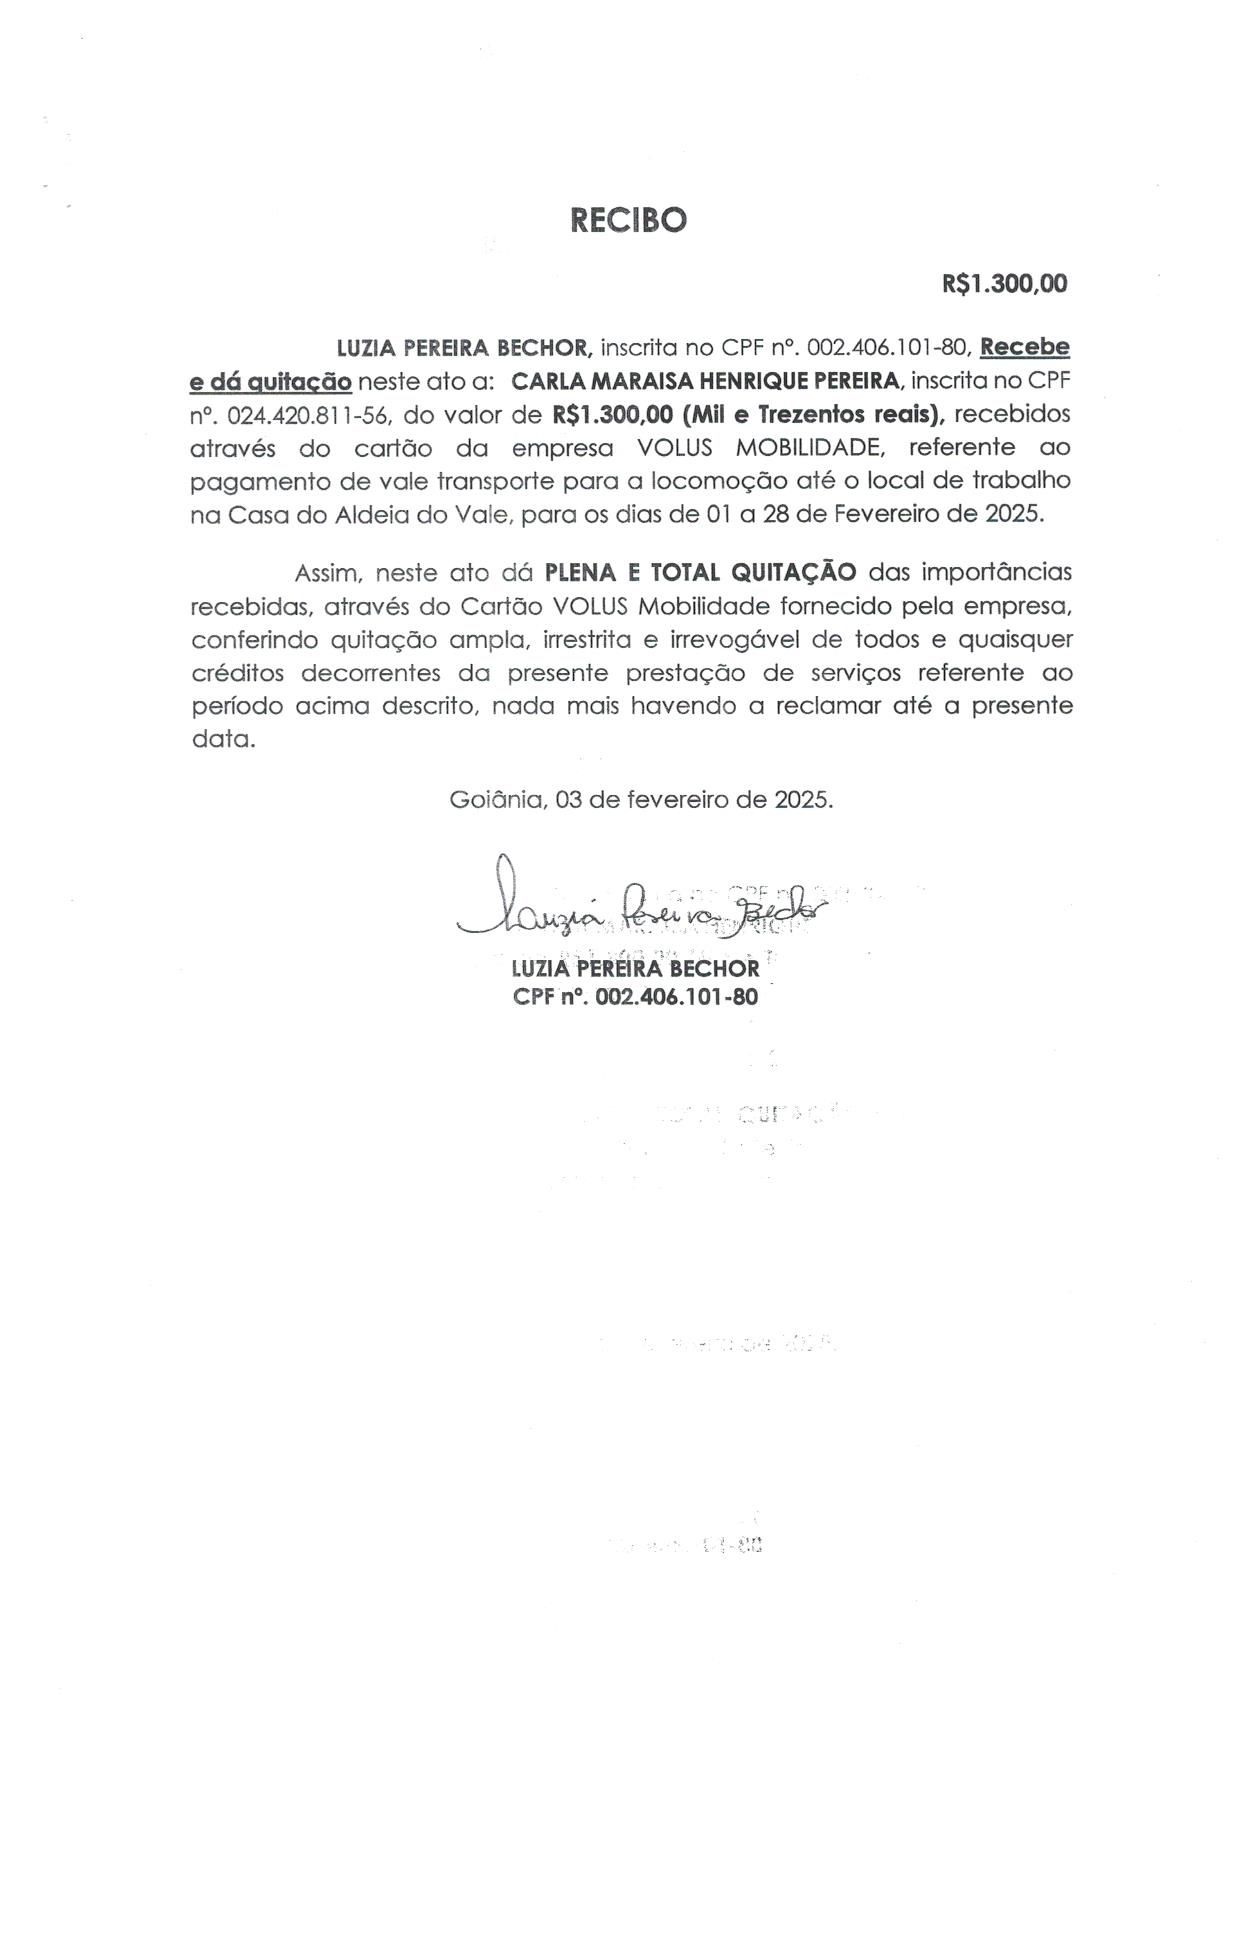 RECIBO
R$1.300,00
LUZIA PEREIRA BECHOR, inscrita no CPF nº. 002.406.101-80, Recebe
e dá quitação neste ato a: CARLA MARAISA HENRIQUE PEREIRA, inscrita no CPF
nº. 024.420.811-56, do valor de R$1.300,00 (Mil e Trezentos reais), recebidos
através do cartão da empresa VOLUS MOBILIDADE, referente ao
pagamento de vale transporte para a locomoção até o local de trabalho
na Casa do Aldeia do Vale, para os dias de 01 a 28 de Fevereiro de 2025.
Assim, neste ato dá PLENA E TOTAL QUITAÇÃO das importâncias
recebidas, através do Cartão VOLUS Mobilidade fornecido pela empresa,
conferindo quitação ampla, irrestrita e irrevogável de todos e quaisquer
créditos decorrentes da presente prestação de serviços referente ao
período acima descrito, nada mais havendo a reclamar até a presente
data.
Goiânia, 03 de fevereiro de 2025.
Luzia Pereira Bechor
LUZIA PEREIRA BECHOR
CPF nº. 002.406.101-80